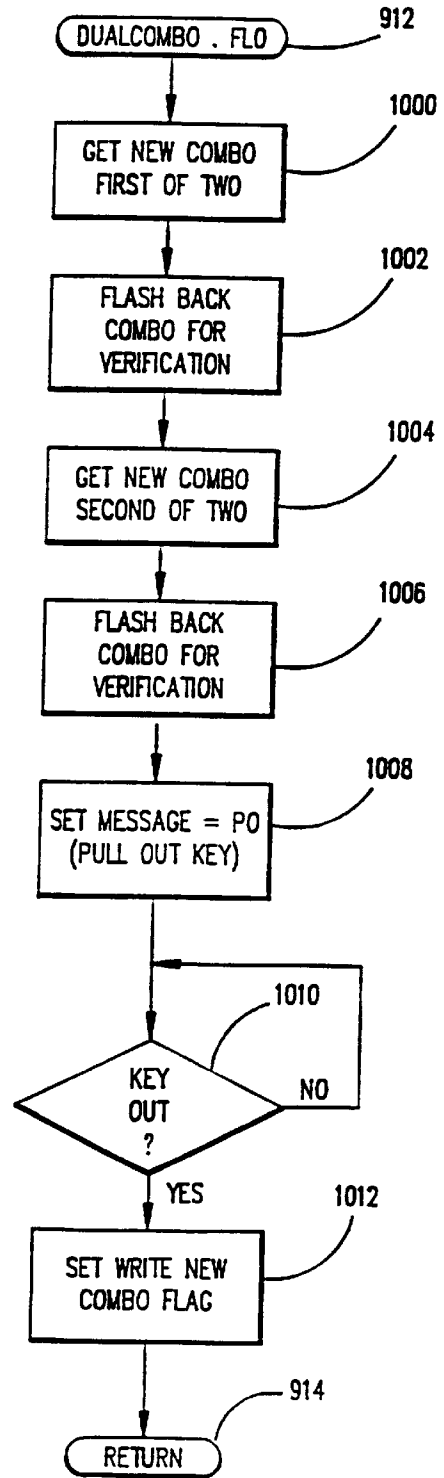 DUALCOMBO . FLO
912
1000
GET NEW COMBO
FIRST OF TWO
1002
FLASH BACK
COMBO FOR
VERIFICATION
1004
GET NEW COMBO
SECOND OF TWO
1006
FLASH BACK
COMBO FOR
VERIFICATION
1008
SET MESSAGE = PO
(PULL OUT KEY)
1010
KEY
OUT
?
NO
YES
1012
SET WRITE NEW
COMBO FLAG
914
RETURN